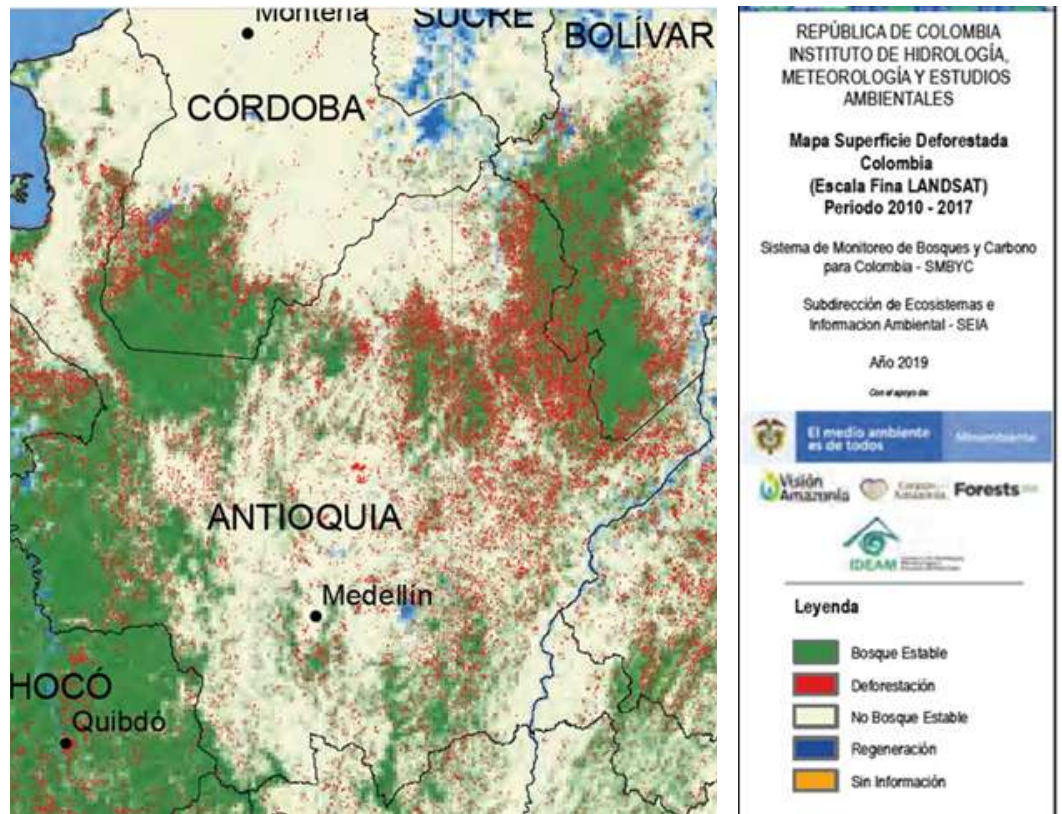 Montería
SUCRE
BOLÍVAR
CÓRDOBA
ANTIOQUIA
Medellín
HOCÓ
Quibdó
REPÚBLICA DE COLOMBIA
INSTITUTO DE HIDROLOGÍA,
METEOROLOGÍA Y ESTUDIOS
AMBIENTALES
Mapa Superficie Deforestada
Colombia
(Escala Fina LANDSAT)
Periodo 2010 - 2017
Sistema de Monitoreo de Bosques y Carbono
para Colombia - SMBYC
Subdirección de Ecosistemas e
Informacion Ambiental - SEIA
Año 2019
Con el apoyo de:
El medio ambiente
es de todos
Minambiente
Visión
Amazonía
Amazonía
Forests
IDEAM
Leyenda
Bosque Estable
Deforestación
No Bosque Estable
Regeneración
Sin Información